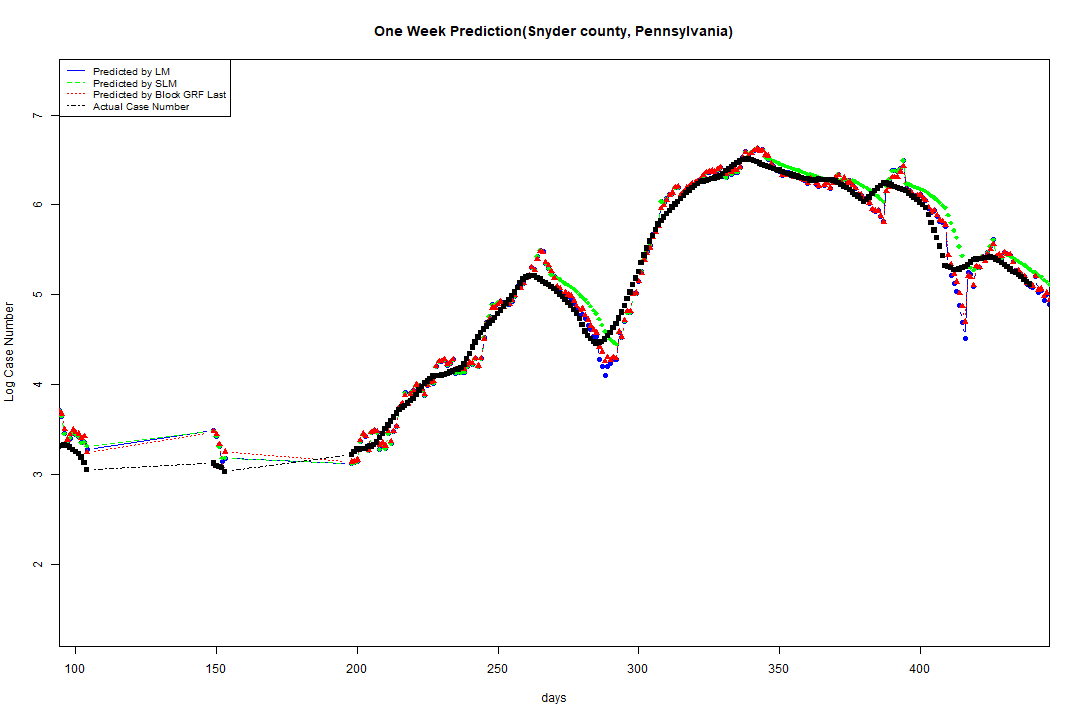 One Week Prediction(Snyder county, Pennsylvania)
Predicted by LM
Predicted by SLM
Predicted by Block GRF Last
Actual Case Number
Log Case Number
7
6
5
4
3
2
100 150 200 250 300 350 400
days